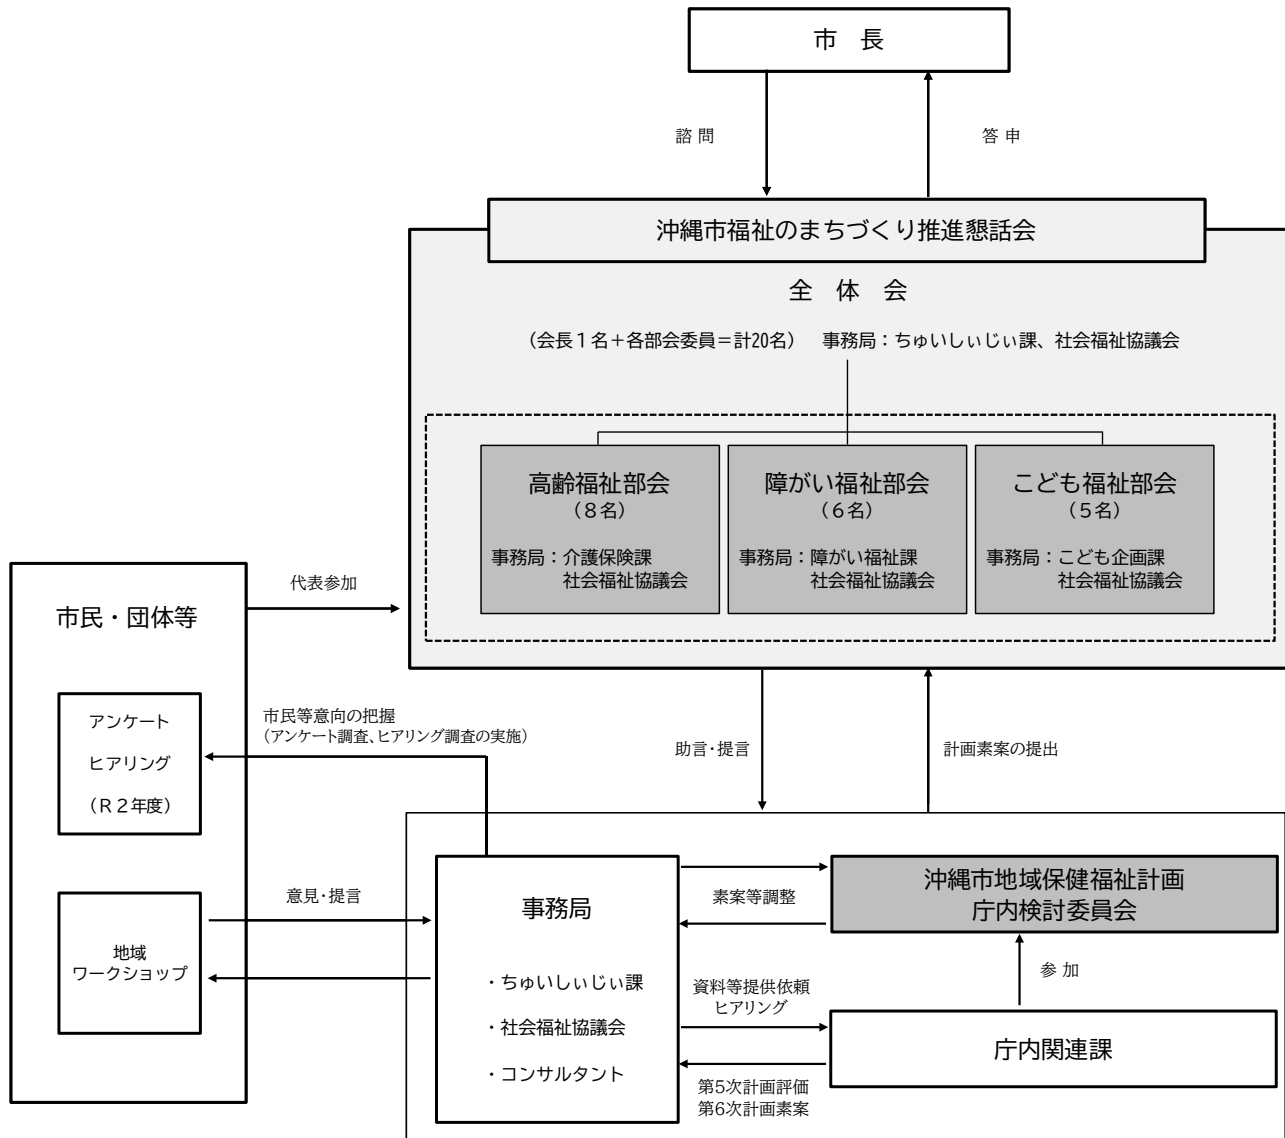 市　長
諮 問
答 申
沖縄市福祉のまちづくり推進懇話会
全　体　会
（会長１名＋各部会委員＝計20名）　事務局：ちゅいしぃじぃ課、社会福祉協議会
高齢福祉部会
（８名）
事務局：介護保険課
社会福祉協議会
障がい福祉部会
（６名）
事務局：障がい福祉課
社会福祉協議会
こども福祉部会
（５名）
事務局：こども企画課
社会福祉協議会
代表参加
市民・団体等
アンケート
ヒアリング
（Ｒ２年度）
市民等意向の把握
（アンケート調査、ヒアリング調査の実施）
助言・提言
計画素案の提出
地域
ワークショップ
意見・提言
事務局
・ちゅいしぃじぃ課
・社会福祉協議会
・コンサルタント
素案等調整
沖縄市地域保健福祉計画
庁内検討委員会
参 加
資料等提供依頼
ヒアリング
庁内関連課
第5次計画評価
第6次計画素案